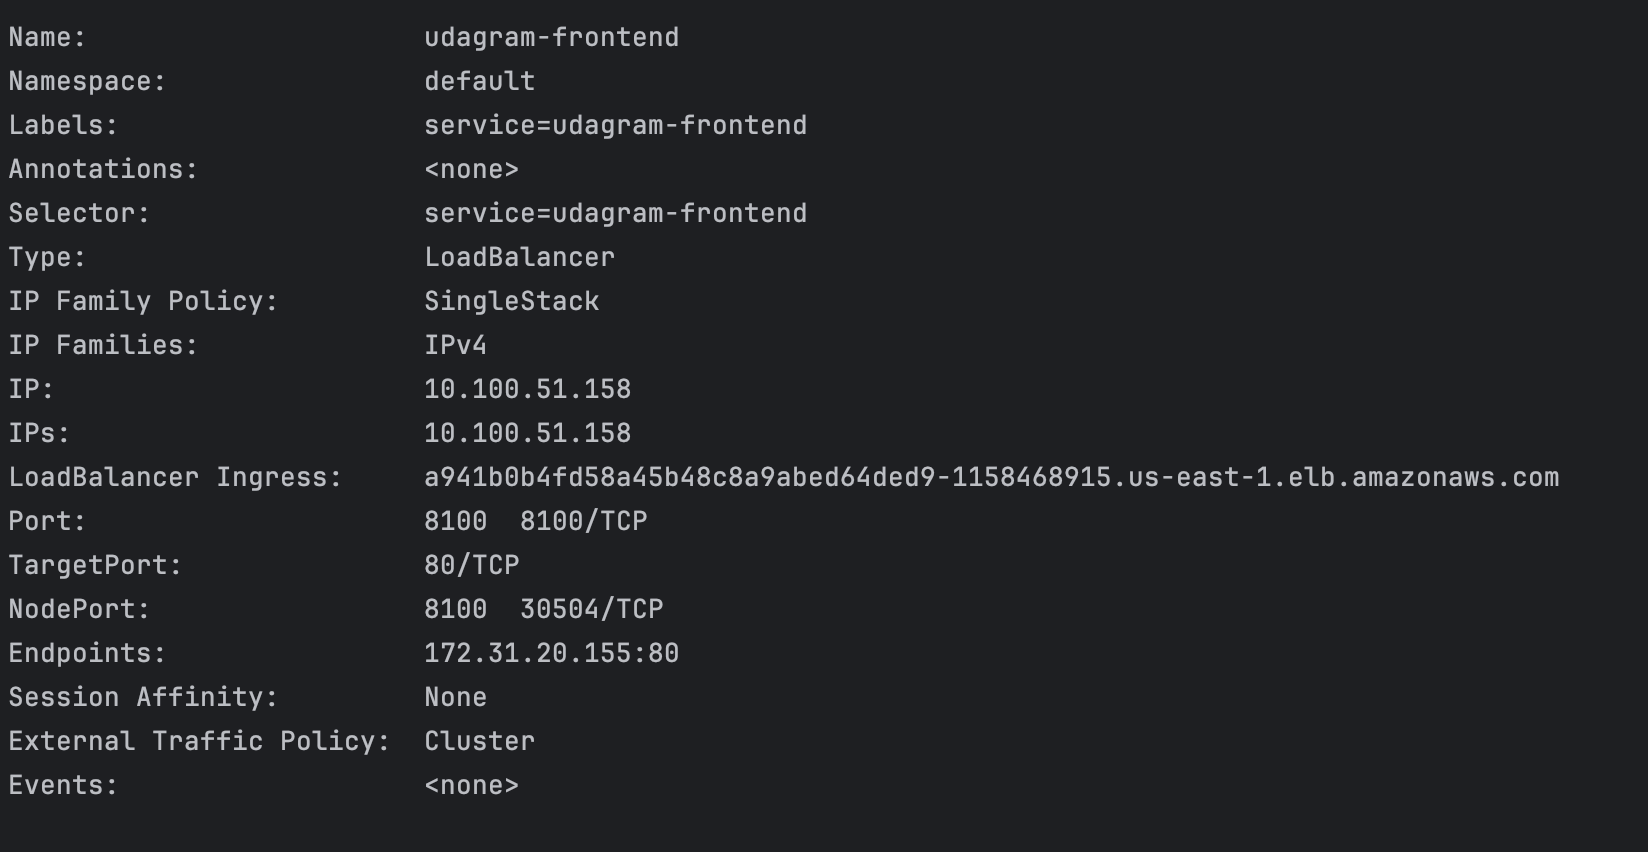 Name:                     udagram-frontend
Namespace:                default
Labels:                   service=udagram-frontend
Annotations:              <none>
Selector:                 service=udagram-frontend
Type:                     LoadBalancer
IP Family Policy:         SingleStack
IP Families:              IPv4
IP:                       10.100.51.158
IPs:                      10.100.51.158
LoadBalancer Ingress:     a941b0b4fd58a45b48c8a9abed64ded9-1158468915.us-east-1.elb.amazonaws.com
Port:                     8100  8100/TCP
TargetPort:               80/TCP
NodePort:                 8100  30504/TCP
Endpoints:                172.31.20.155:80
Session Affinity:         None
External Traffic Policy:  Cluster
Events:                   <none>